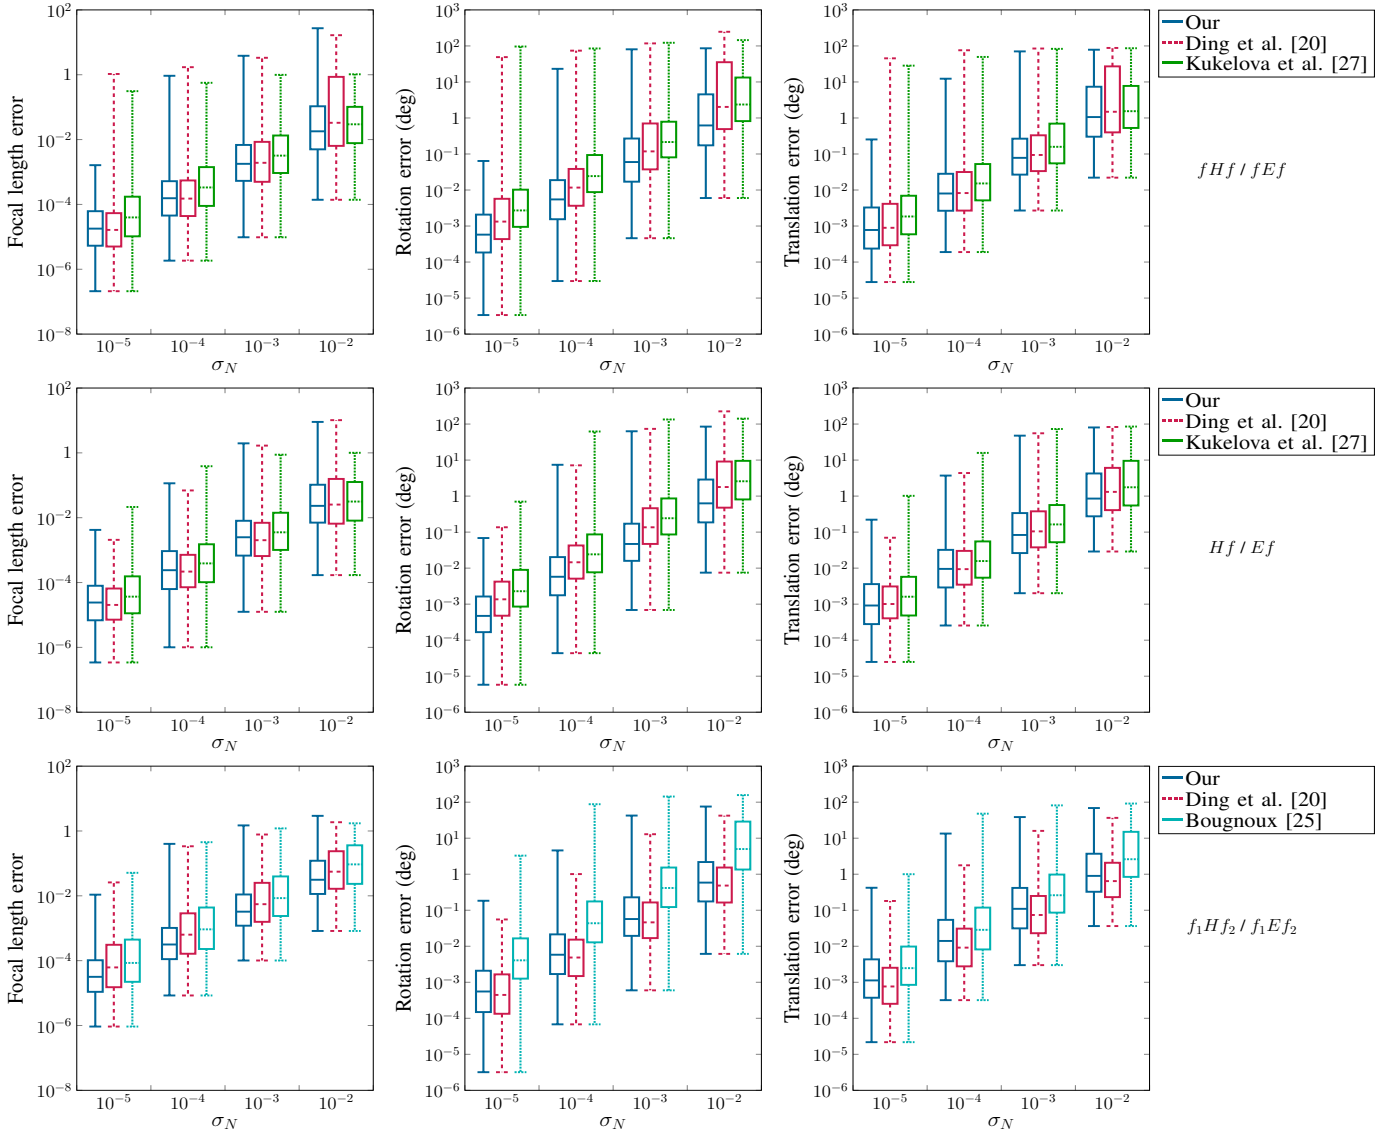 10^2
1
10^−2
10^−4
10^−6
10^−8
Focal length error
10^−5 10^−4 10^−3 10^−2
σ_N
10^3
10^2
10^1
1
10^−1
10^−2
10^−3
10^−4
10^−5
10^−6
Rotation error (deg)
10^−5 10^−4 10^−3 10^−2
σ_N
10^3
10^2
10^1
1
10^−1
10^−2
10^−3
10^−4
10^−5
10^−6
Translation error (deg)
10^−5 10^−4 10^−3 10^−2
σ_N
Our
Ding et al. [20]
Kukelova et al. [27]
fHf / fEf
10^2
1
10^−2
10^−4
10^−6
10^−8
Focal length error
10^−5 10^−4 10^−3 10^−2
σ_N
10^3
10^2
10^1
1
10^−1
10^−2
10^−3
10^−4
10^−5
10^−6
Rotation error (deg)
10^−5 10^−4 10^−3 10^−2
σ_N
10^3
10^2
10^1
1
10^−1
10^−2
10^−3
10^−4
10^−5
10^−6
Translation error (deg)
10^−5 10^−4 10^−3 10^−2
σ_N
Our
Ding et al. [20]
Kukelova et al. [27]
Hf / Ef
10^2
1
10^−2
10^−4
10^−6
10^−8
Focal length error
10^−5 10^−4 10^−3 10^−2
σ_N
10^3
10^2
10^1
1
10^−1
10^−2
10^−3
10^−4
10^−5
10^−6
Rotation error (deg)
10^−5 10^−4 10^−3 10^−2
σ_N
10^3
10^2
10^1
1
10^−1
10^−2
10^−3
10^−4
10^−5
10^−6
Translation error (deg)
10^−5 10^−4 10^−3 10^−2
σ_N
Our
Ding et al. [20]
Bougnoux [25]
f₁Hf₂ / f₁Ef₂